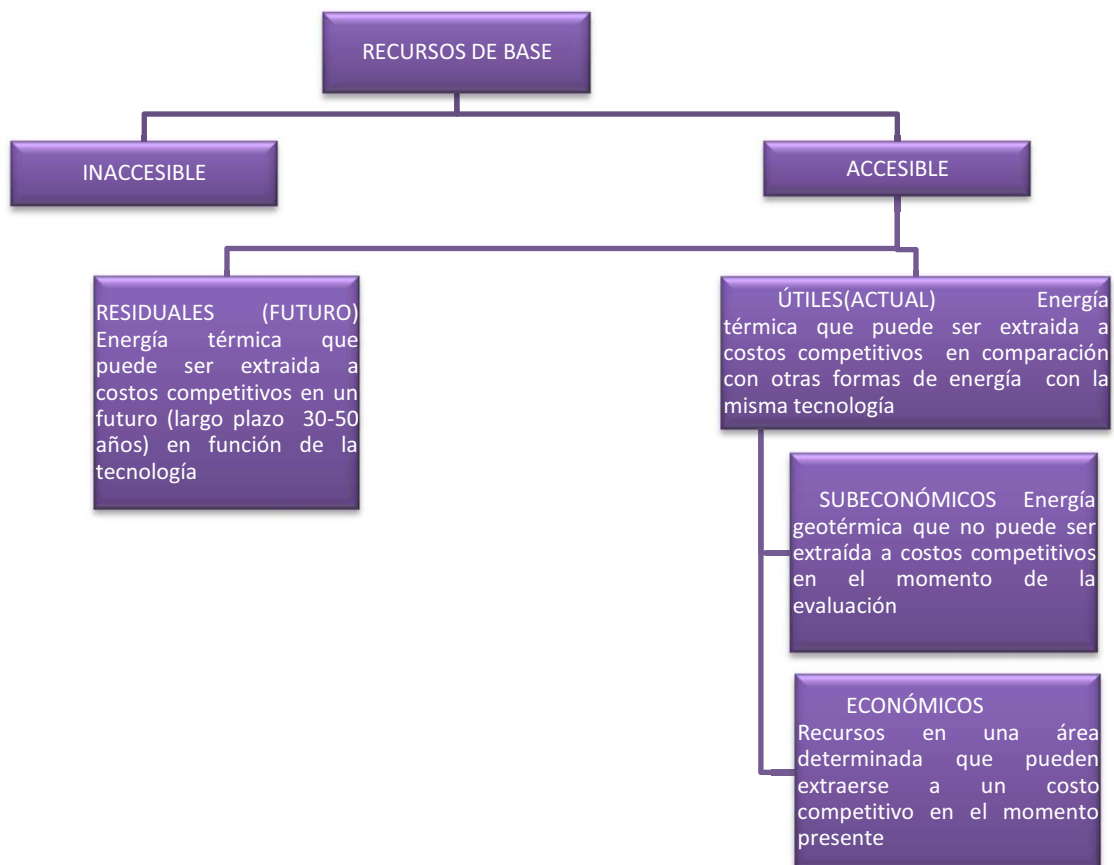 RECURSOS DE BASE
INACCESIBLE
ACCESIBLE
RESIDUALES (FUTURO)
Energía térmica que
puede ser extraida a
costos competitivos en un
futuro (largo plazo 30-50
años) en función de la
tecnología
ÚTILES(ACTUAL) Energía
térmica que puede ser extraida a
costos competitivos en comparación
con otras formas de energía con la
misma tecnología
SUBECONÓMICOS Energía
geotérmica que no puede ser
extraída a costos competitivos
en el momento de la
evaluación
ECONÓMICOS
Recursos en una área
determinada que pueden
extraerse a un costo
competitivo en el momento
presente